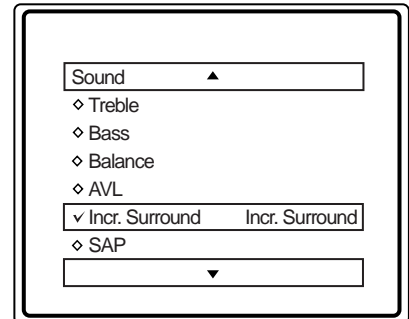 Sound
Treble
Bass
Balance
AVL
Incr. Surround Incr. Surround
SAP